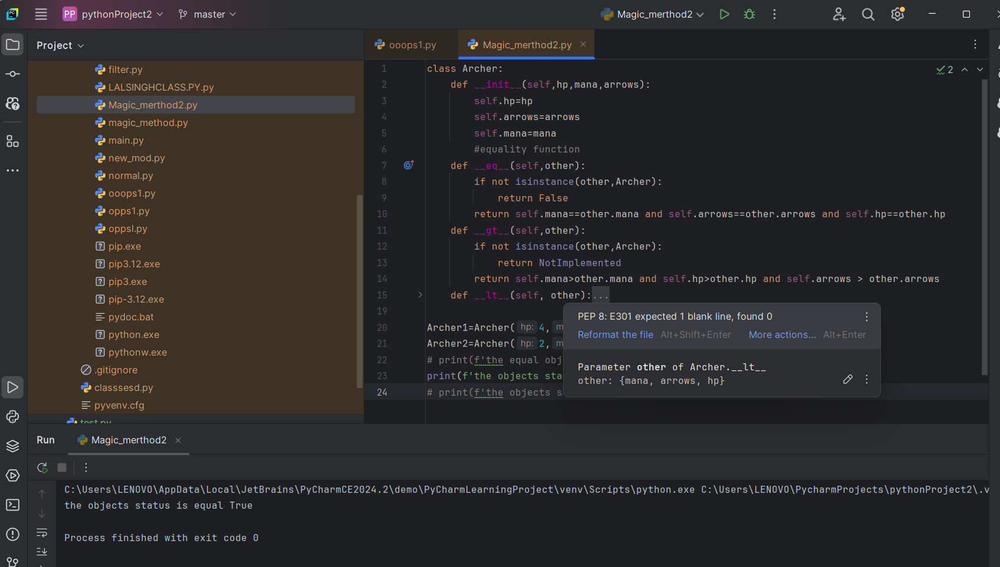 PC
PP pythonProject2
master
Magic_merthod2
Project
ooops1.py
Magic_merthod2.py
filter.py
LALSINGHCLASS.PY.py
Magic_merthod2.py
magic_method.py
main.py
new_mod.py
normal.py
ooops1.py
opps1.py
oppsl.py
pip.exe
pip3.12.exe
pip3.exe
pip-3.12.exe
pydoc.bat
python.exe
pythonw.exe
.gitignore
classsesd.py
pyvenv.cfg
test.py
2
1 class Archer:
2 def __init__(self,hp,mana,arrows):
3 self.hp=hp
4 self.arrows=arrows
5 self.mana=mana
6 #equality function
7 def __eq__(self,other):
8 if not isinstance(other,Archer):
9 return False
10 return self.mana==other.mana and self.arrows==other.arrows and self.hp==other.hp
11 def __gt__(self,other):
12 if not isinstance(other,Archer):
13 return NotImplemented
14 return self.mana>other.mana and self.hp>other.hp and self.arrows > other.arrows
15 def __lt__(self, other):...
19
20 Archer1=Archer( hp: 4, m
21 Archer2=Archer( hp: 2, m
22 # print(f'the equal obj
23 print(f'the objects sta
24 # print(f'the objects s
PEP 8: E301 expected 1 blank line, found 0
Reformat the file Alt+Shift+Enter More actions... Alt+Enter
Parameter other of Archer.__lt__
other: {mana, arrows, hp}
Run
Magic_merthod2
C:\Users\LENOVO\AppData\Local\JetBrains\PyCharmCE2024.2\demo\PyCharmLearningProject\venv\Scripts\python.exe C:\Users\LENOVO\PycharmProjects\pythonProject2\.v
the objects status is equal True
Process finished with exit code 0